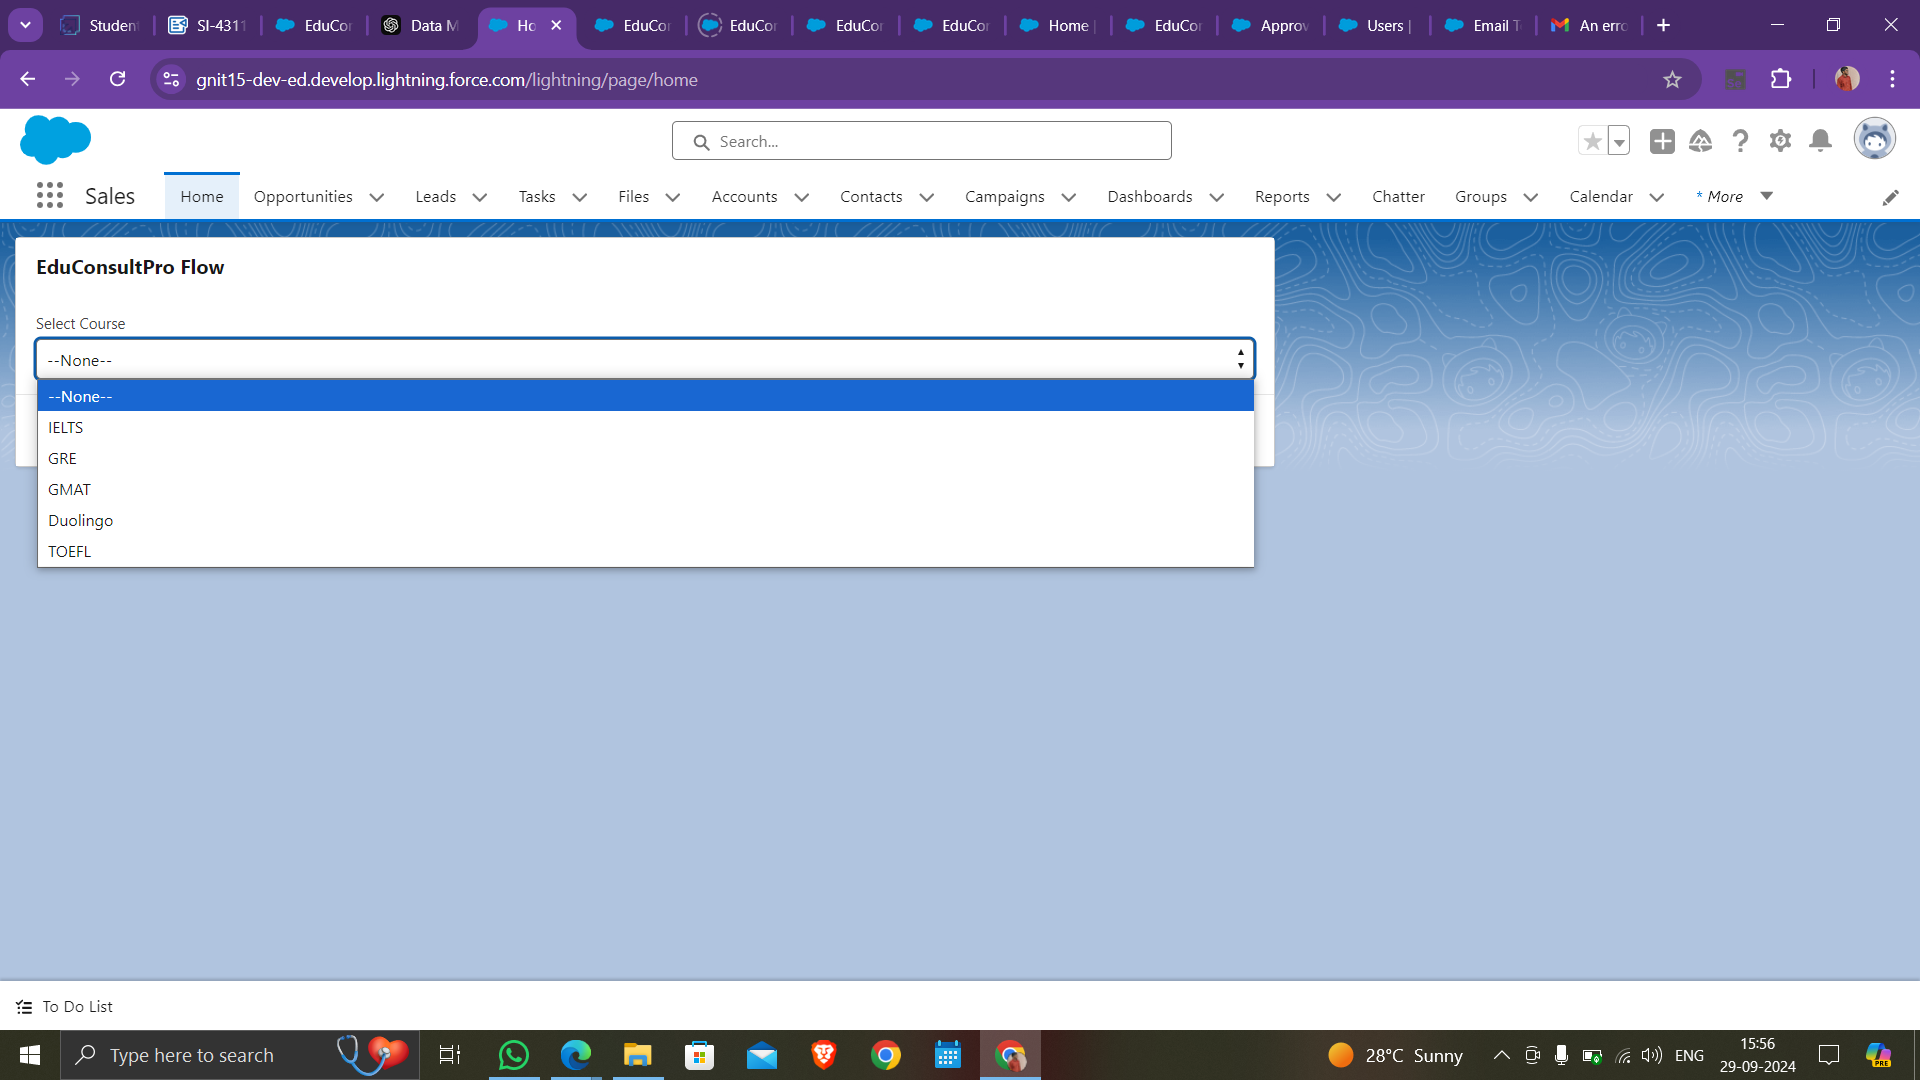 Studen
SI-4311
EduCor
Data M
Ho
EduCor
EduCor
EduCor
EduCor
Home |
EduCor
Approv
Users |
Email T
An erro
gnit15-dev-ed.develop.lightning.force.com/lightning/page/home
Search...
Sales
Home
Opportunities
Leads
Tasks
Files
Accounts
Contacts
Campaigns
Dashboards
Reports
Chatter
Groups
Calendar
* More
EduConsultPro Flow
Select Course
--None--
--None--
IELTS
GRE
GMAT
Duolingo
TOEFL
To Do List
Type here to search
28°C Sunny
ENG
15:56
29-09-2024
PRE